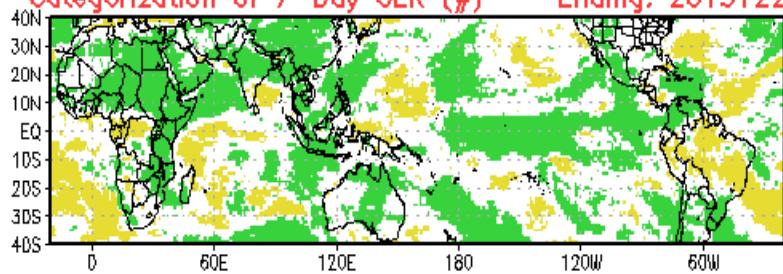 Categorization of 7-Day OLR (#) Ending: 2015122
40N
30N
20N
10N
EQ
10S
20S
30S
40S
0 60E 120E 180 120W 60W